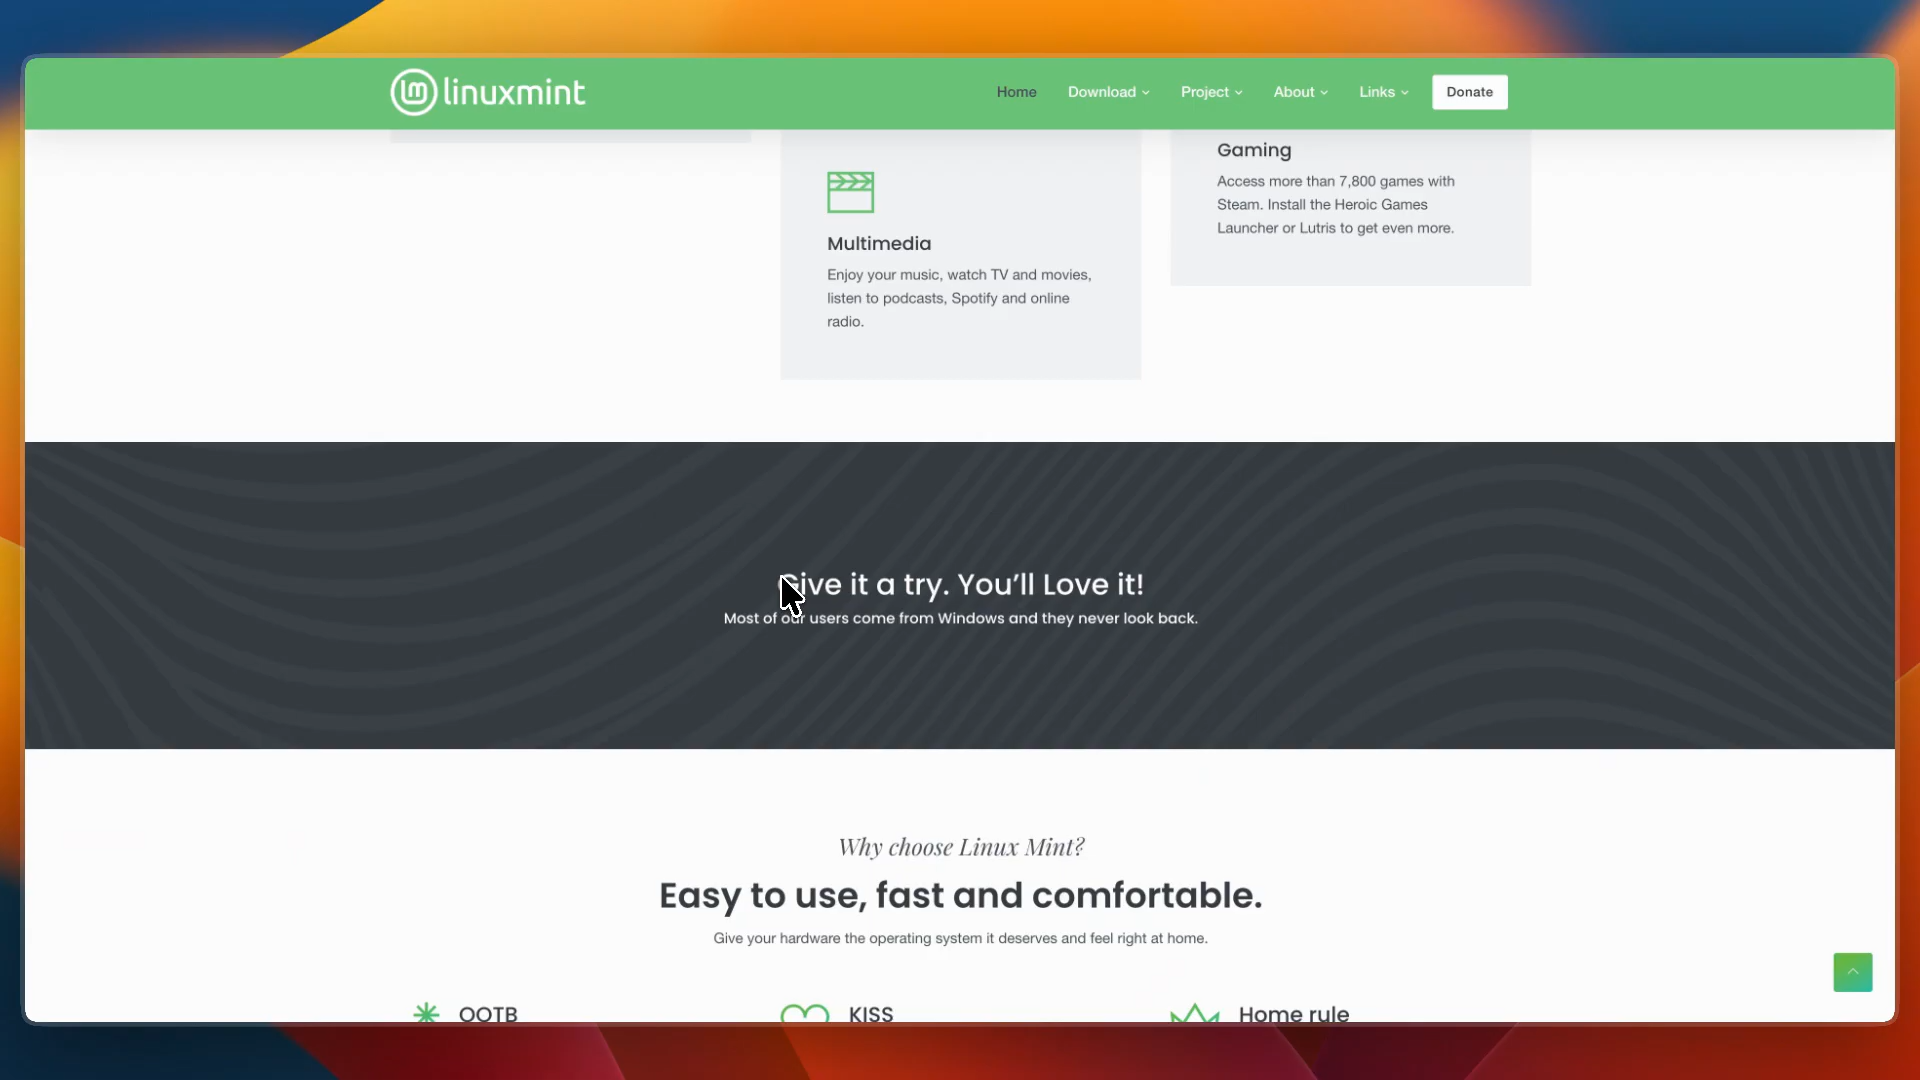 linuxmint
Home Download Project About Links Donate
Gaming
Access more than 7,800 games with
Steam. Install the Heroic Games
Launcher or Lutris to get even more.
Multimedia
Enjoy your music, watch TV and movies,
listen to podcasts, Spotify and online
radio.
Give it a try. You’ll Love it!
Most of our users come from Windows and they never look back.
Why choose Linux Mint?
Easy to use, fast and comfortable.
Give your hardware the operating system it deserves and feel right at home.
OOTB
KISS
Home rule